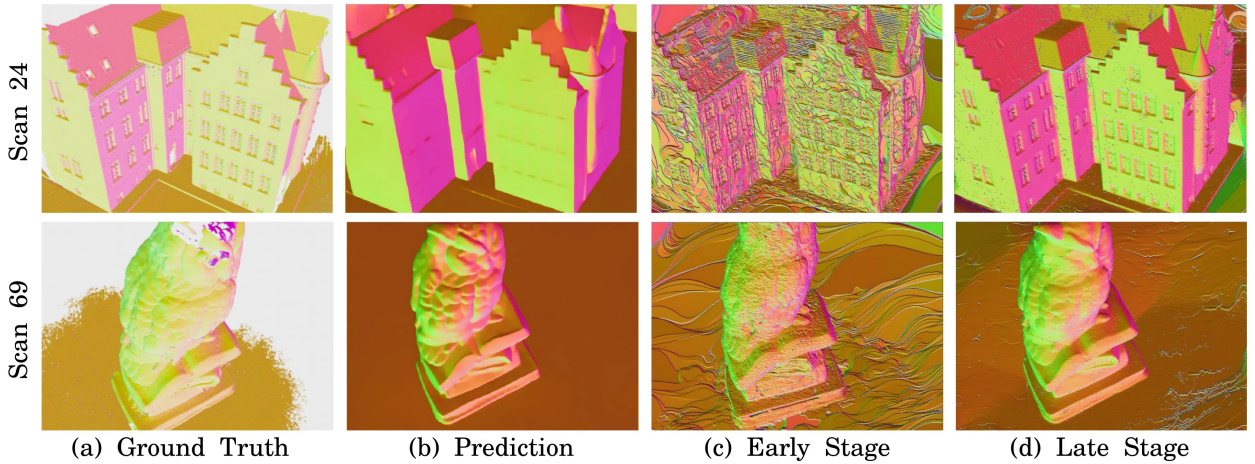 Scan 24
Scan 69
(a) Ground Truth
(b) Prediction
(c) Early Stage
(d) Late Stage